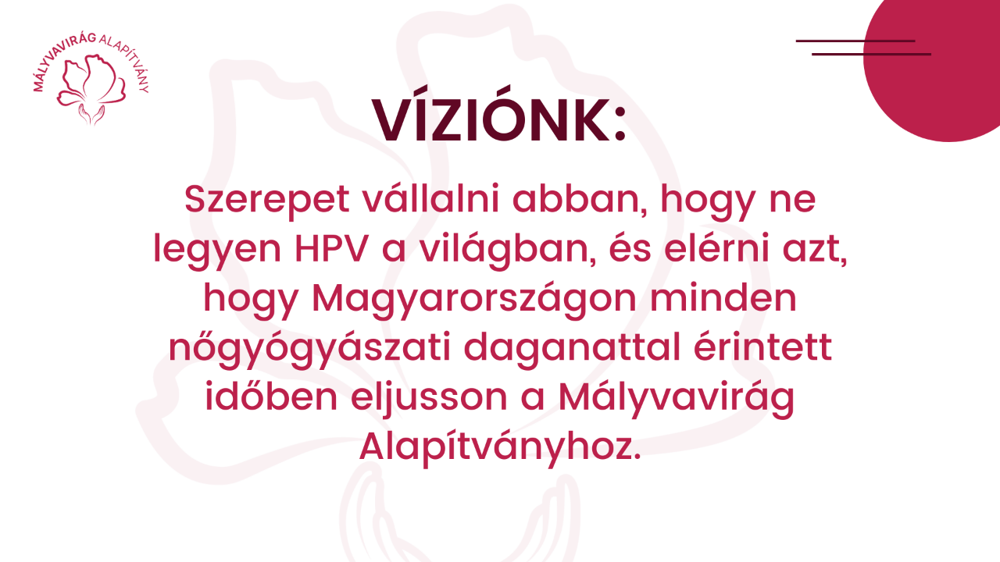 MÁLYVAVIRÁG ALAPÍTVÁNY
VÍZIÓNK:
Szerepet vállalni abban, hogy ne
legyen HPV a világban, és elérni azt,
hogy Magyarországon minden
nőgyógyászati daganattal érintett
időben eljusson a Mályvavirág
Alapítványhoz.